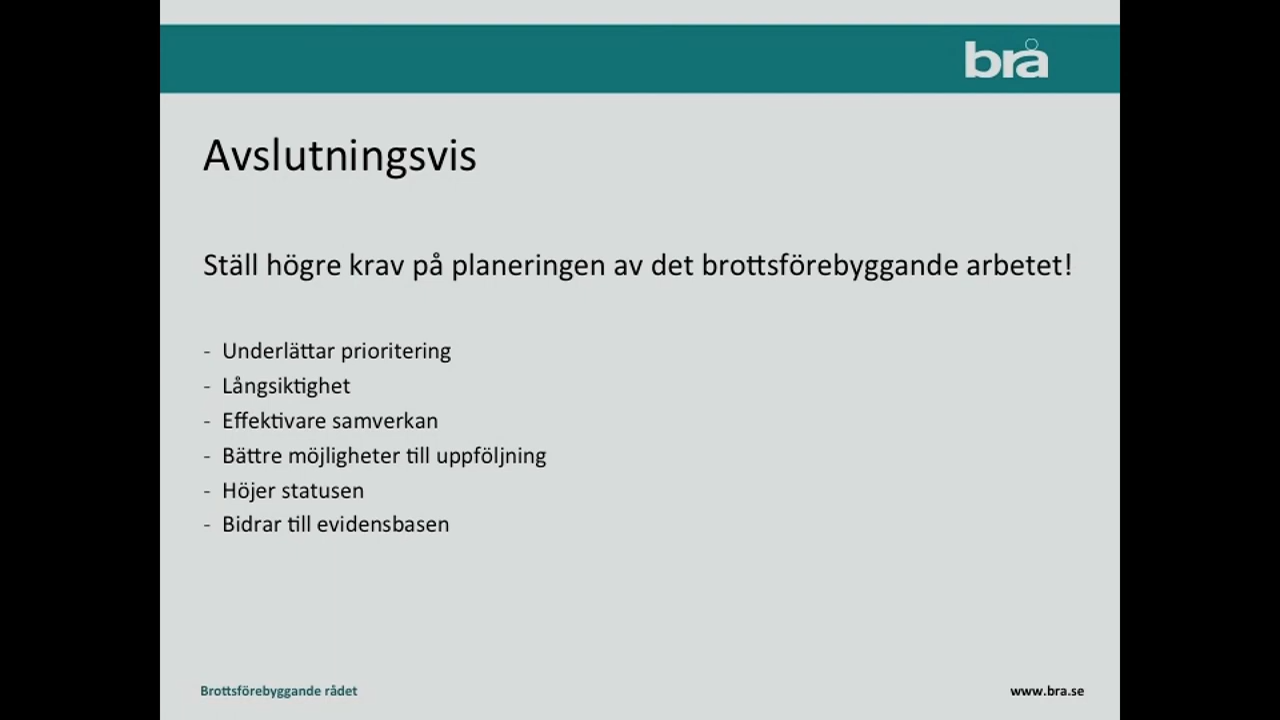 brå
Avslutningsvis
Ställ högre krav på planeringen av det brottsförebyggande arbetet!
- Underlättar prioritering
- Långsiktighet
- Effektivare samverkan
- Bättre möjligheter till uppföljning
- Höjer statusen
- Bidrar till evidensbasen
Brottsförebyggande rådet
www.bra.se